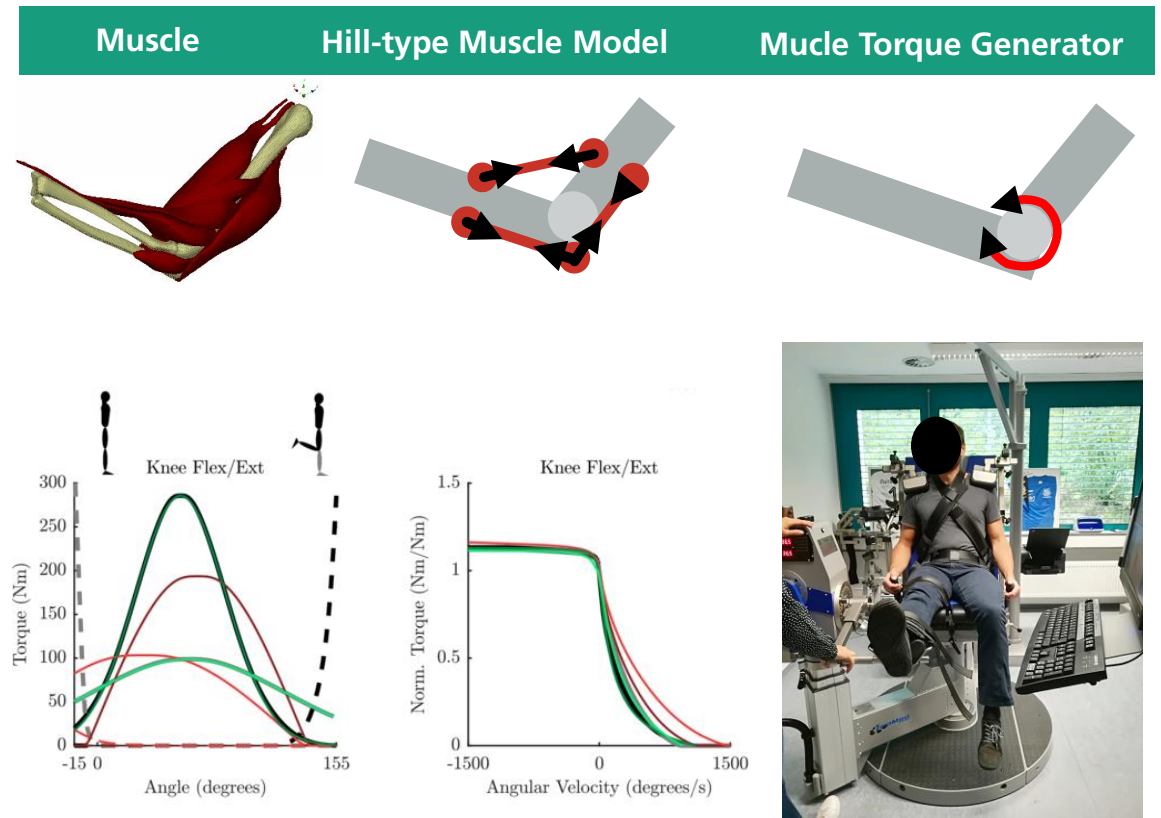 Muscle
Hill-type Muscle Model
Mucle Torque Generator
Knee Flex/Ext
300
250
200
150
100
50
0
Torque (Nm)
-15 0
155
Angle (degrees)
Knee Flex/Ext
1.5
1
0.5
0
Norm. Torque (Nm/Nm)
-1500
0
1500
Angular Velocity (degrees/s)